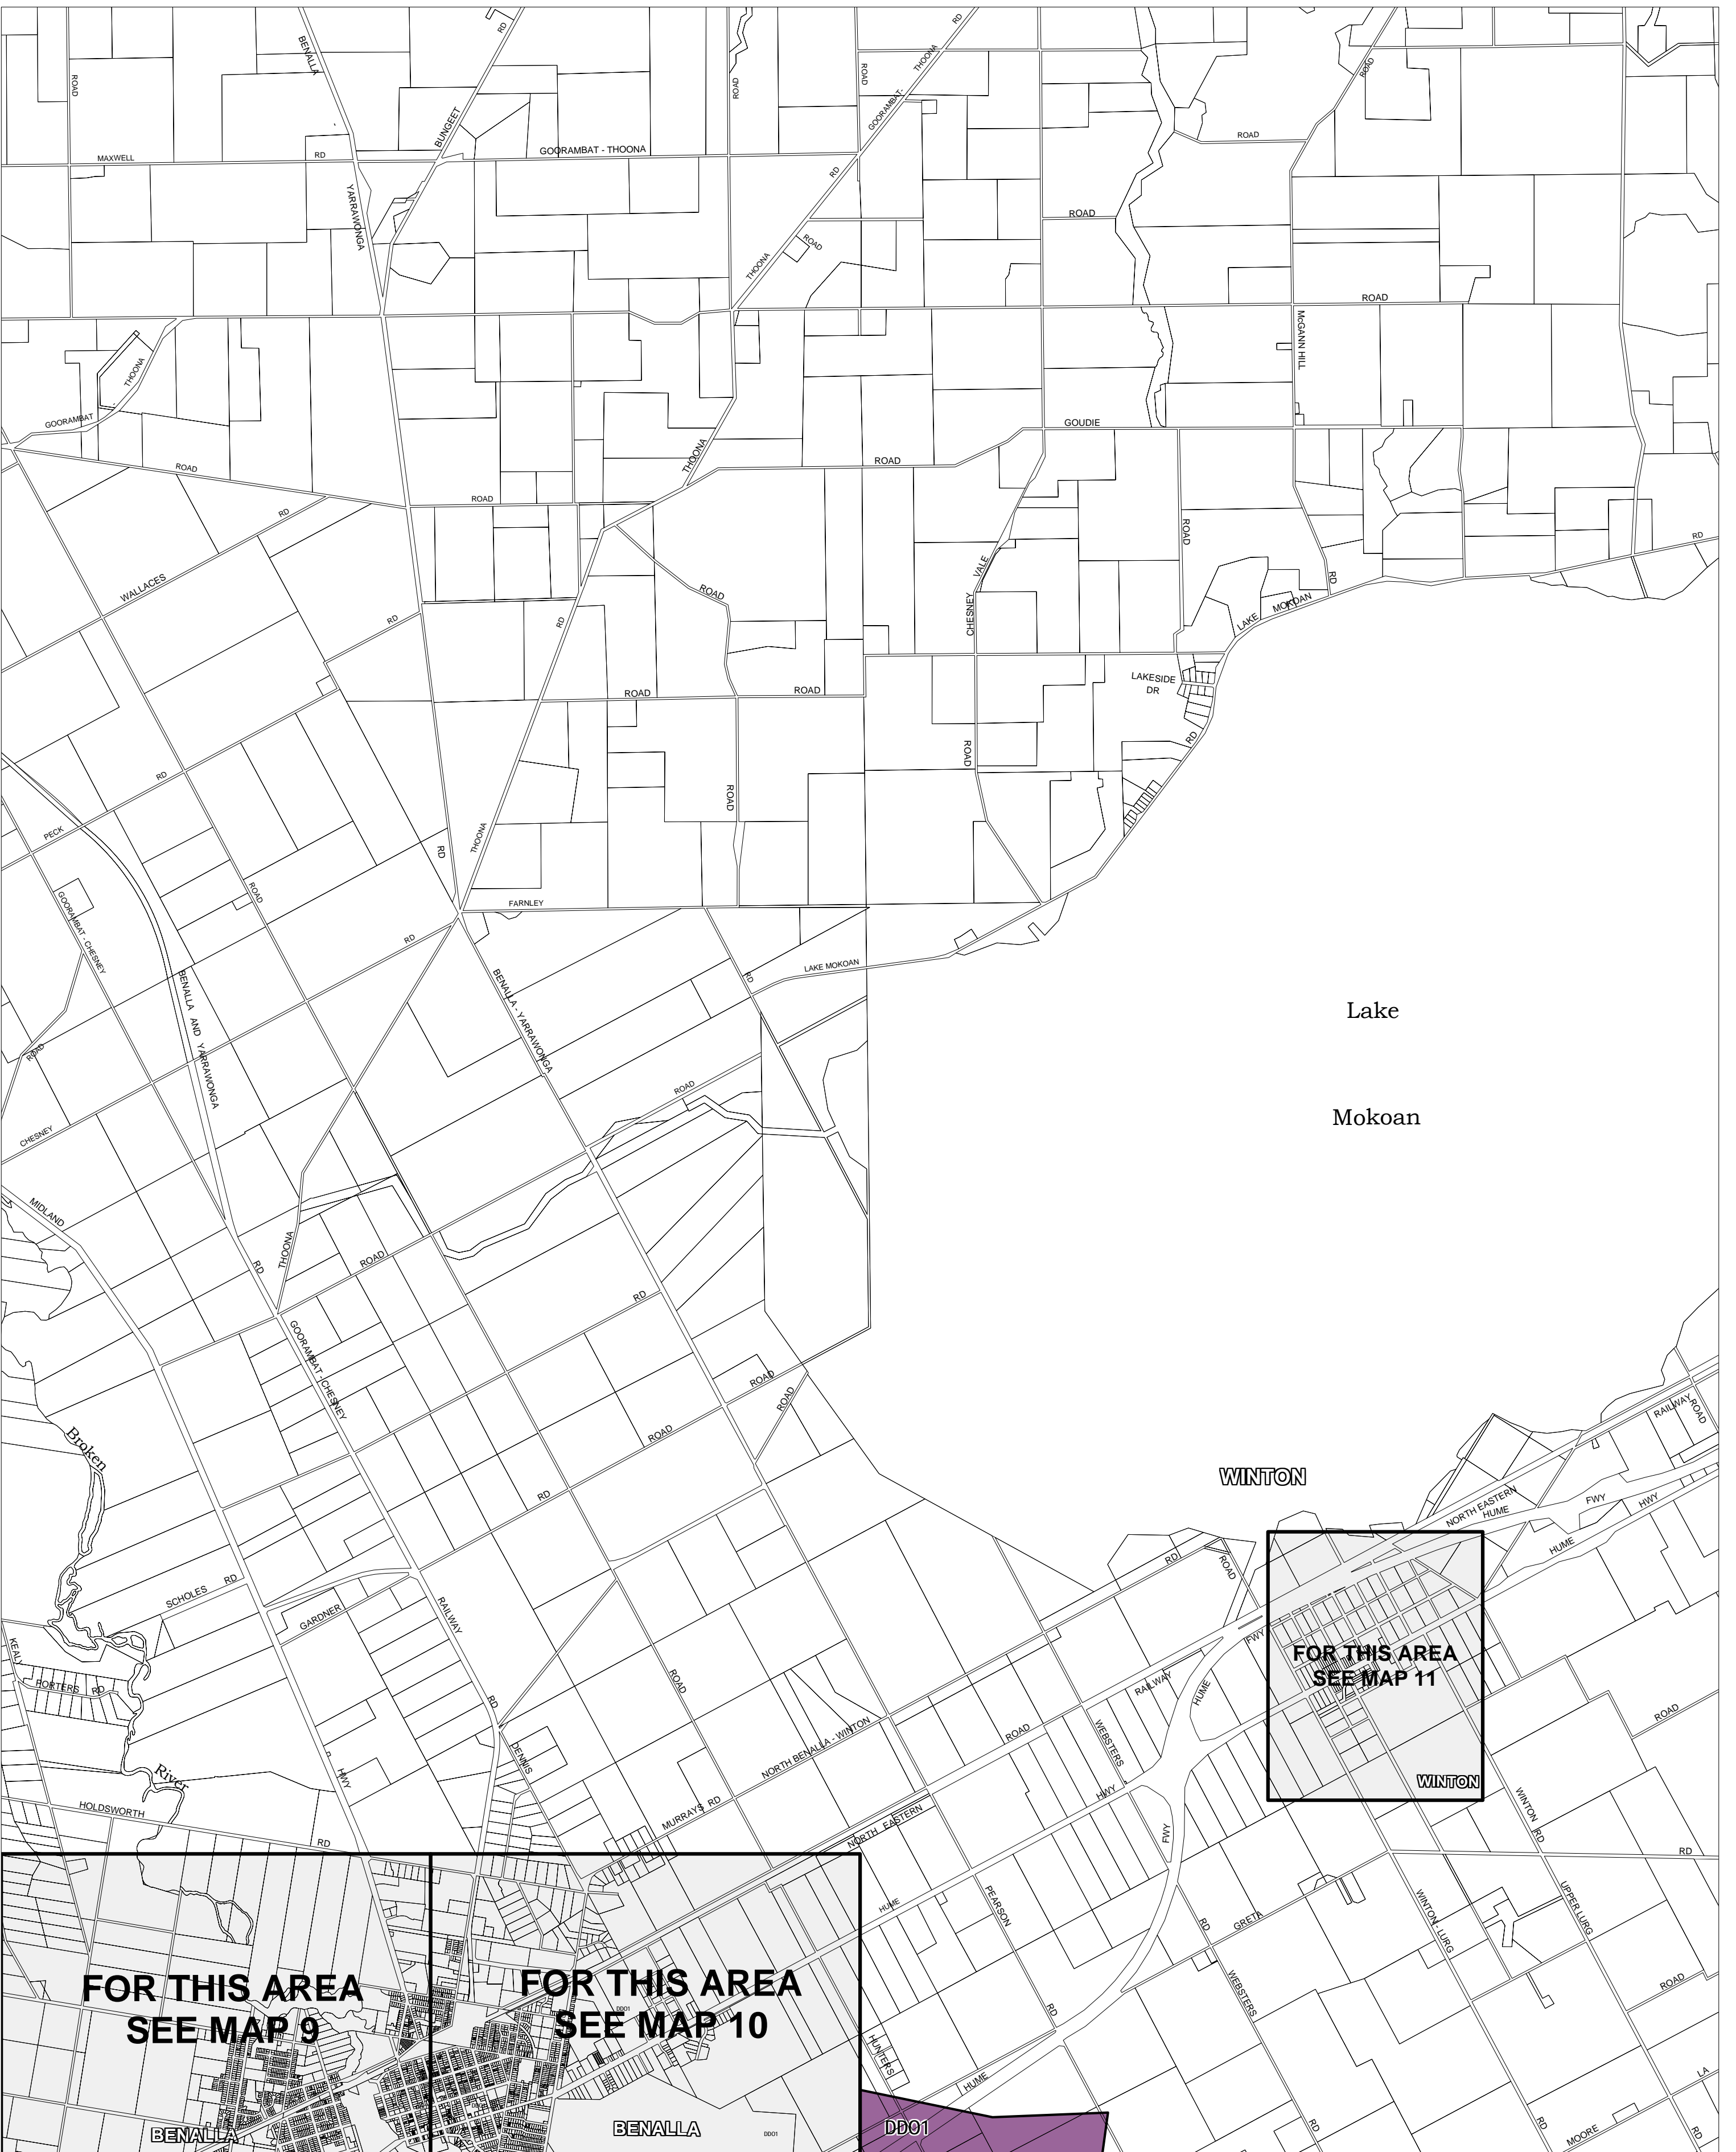 BENALLA
RD
ROAD
ROAD
ROAD
THOONA
RD
GOORAMBAT-
ROAD
BUNGEET
MAXWELL
RD
GOORAMBAT - THOONA
ROAD
YARRAWONGA
RD
ROAD
THOONA
ROAD
ROAD
McGANN HILL
THOONA
GOORAMBAT
GOUDIE
ROAD
THOONA
ROAD
ROAD
RD
ROAD
RD
WALLACES
ROAD
VALE
CHESNEY
RD
LAKE
MOKOAN
RD
RD
LAKESIDE
DR
ROAD
ROAD
RD
ROAD
ROAD
RD
PECK
THOONA
RD
ROAD
GOORAMBAT - CHESNEY
FARNLEY
RD
LAKE MOKOAN
RD
BENALLA AND YARRAWONGA
BENALLA - YARRAWONGA
Lake
ROAD
ROAD
Mokoan
CHESNEY
MIDLAND
THOONA
RD
ROAD
RD
GOORAMBAT - CHESNEY
ROAD
ROAD
RAILWAY
ROAD
Broken
ROAD
WINTON
RD
NORTH EASTERN
HUME
FWY
HWY
HUME
RD
ROAD
SCHOLES RD
GARDNER
RAILWAY
KEALY
FWY
FOR THIS AREA
SEE MAP 11
PORTERS RD
RD
ROAD
RAILWAY
HUME
ROAD
WEBSTERS
ROAD
NORTH BENALLA - WINTON
DENNIS
River
HWY
HWY
WINTON
WINTON RD
HOLDSWORTH
RD
MURRAYS RD
NORTH EASTERN
FWY
RD
HUME
PEARSON
RD
GRETA
WINTON - LURG
UPPER LURG
FOR THIS AREA
SEE MAP 9
FOR THIS AREA
SEE MAP 10
DDO1
WEBSTERS
ROAD
RD
HUNTERS
HUME
LA
BENALLA
BENALLA
DDO1
DDO1
RD
RD
MOORE
RD